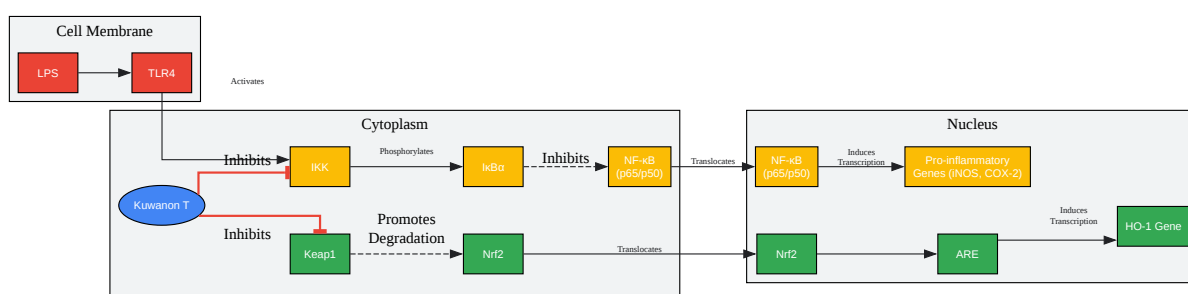 Cell Membrane
LPS
TLR4
Activates
Cytoplasm
Nucleus
Inhibits
IKK
Phosphorylates
IκBα
Inhibits
NF-κB
(p65/p50)
Translocates
NF-κB
(p65/p50)
Induces
Transcription
Pro-inflammatory
Genes (iNOS, COX-2)
Kuwanon T
Inhibits
Keap1
Promotes
Degradation
Nrf2
Translocates
Nrf2
ARE
Induces
Transcription
HO-1 Gene